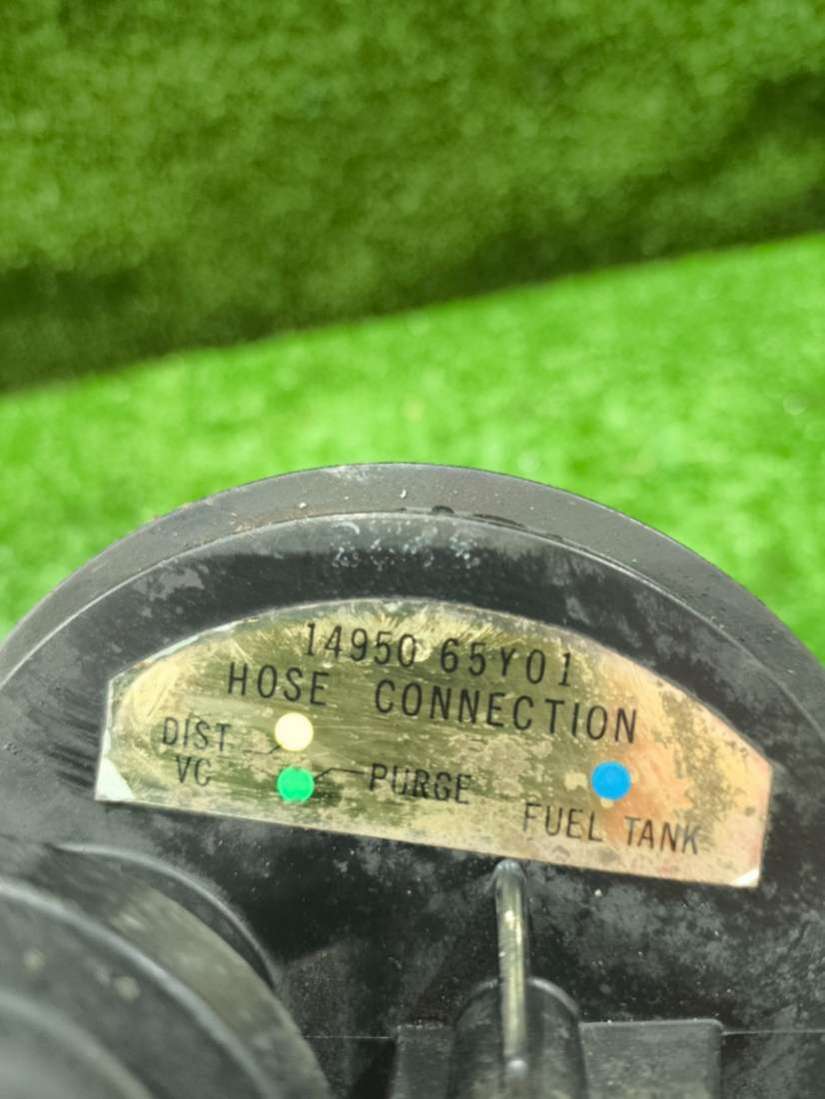 14950 65Y01
HOSE CONNECTION
DIST
VC
PURGE
FUEL TANK